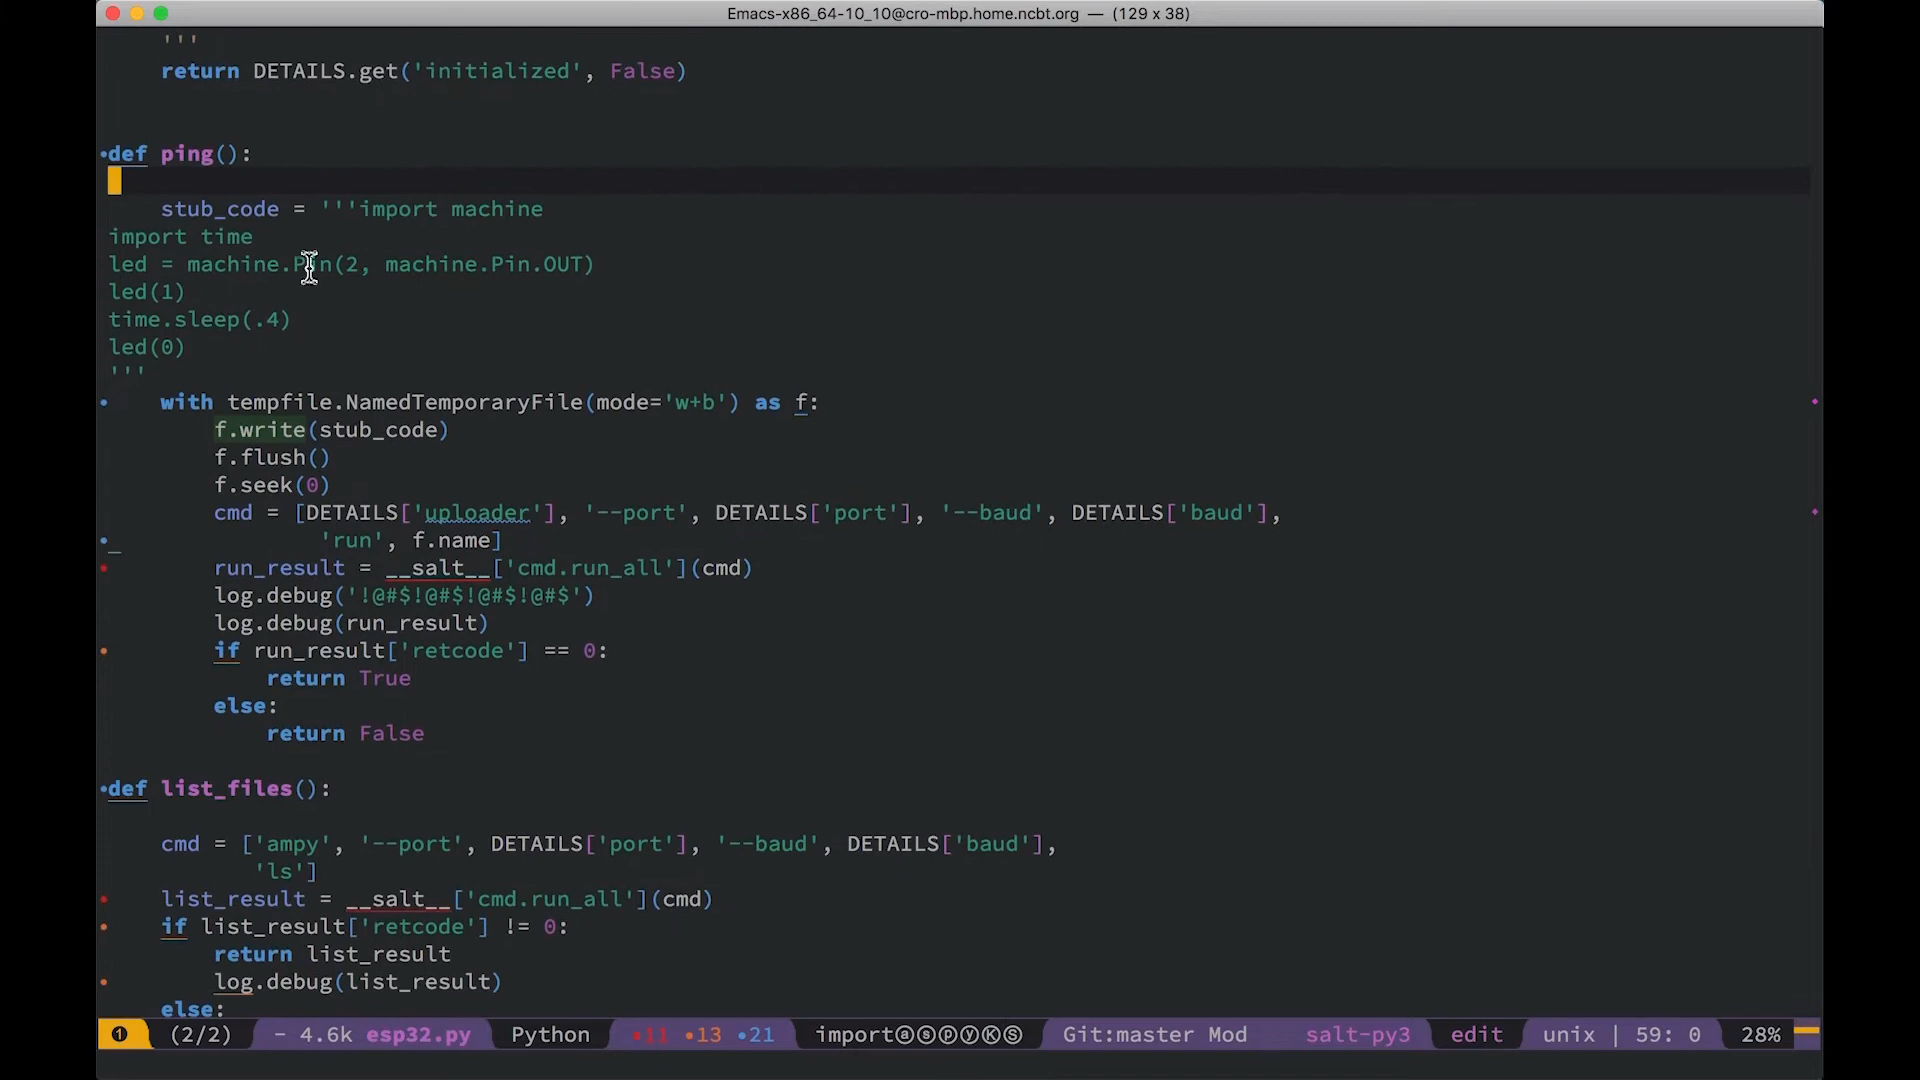 Emacs-x86_64-10_10@cro-mbp.home.ncbt.org — (129 x 38)
'''
return DETAILS.get('initialized', False)
def ping():
stub_code = '''import machine
import time
led = machine.Pin(2, machine.Pin.OUT)
led(1)
time.sleep(.4)
led(0)
'''
with tempfile.NamedTemporaryFile(mode='w+b') as f:
f.write(stub_code)
f.flush()
f.seek(0)
cmd = [DETAILS['uploader'], '--port', DETAILS['port'], '--baud', DETAILS['baud'],
'run', f.name]
run_result = __salt__['cmd.run_all'](cmd)
log.debug('!@#$!@#$!@#$!@#$')
log.debug(run_result)
if run_result['retcode'] == 0:
return True
else:
return False
def list_files():
cmd = ['ampy', '--port', DETAILS['port'], '--baud', DETAILS['baud'],
'ls']
list_result = __salt__['cmd.run_all'](cmd)
if list_result['retcode'] != 0:
return list_result
log.debug(list_result)
else:
❶ (2/2) - 4.6k esp32.py Python •11 •13 •21 importⓐⓢⓟⓨⓀⓈ Git:master Mod salt-py3 edit unix | 59: 0 28%